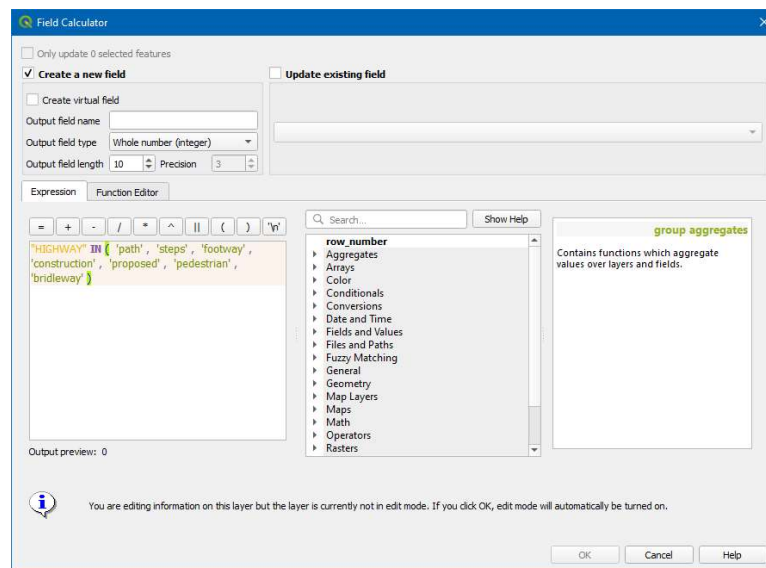 Field Calculator
Only update 0 selected features
Create a new field
Update existing field
Create virtual field
Output field name
Output field type Whole number (integer)
Output field length 10 Precision 3
Expression Function Editor
= + - / * ^ || ( ) '\n'
Search... Show Help
"HIGHWAY" IN ( 'path' , 'steps' , 'footway' ,
'construction' , 'proposed' , 'pedestrian' ,
'bridleway' )
row_number
Aggregates
Arrays
Color
Conditionals
Conversions
Date and Time
Fields and Values
Files and Paths
Fuzzy Matching
General
Geometry
Map Layers
Maps
Math
Operators
Rasters
group aggregates
Contains functions which aggregate
values over layers and fields.
Output preview: 0
You are editing information on this layer but the layer is currently not in edit mode. If you click OK, edit mode will automatically be turned on.
OK Cancel Help